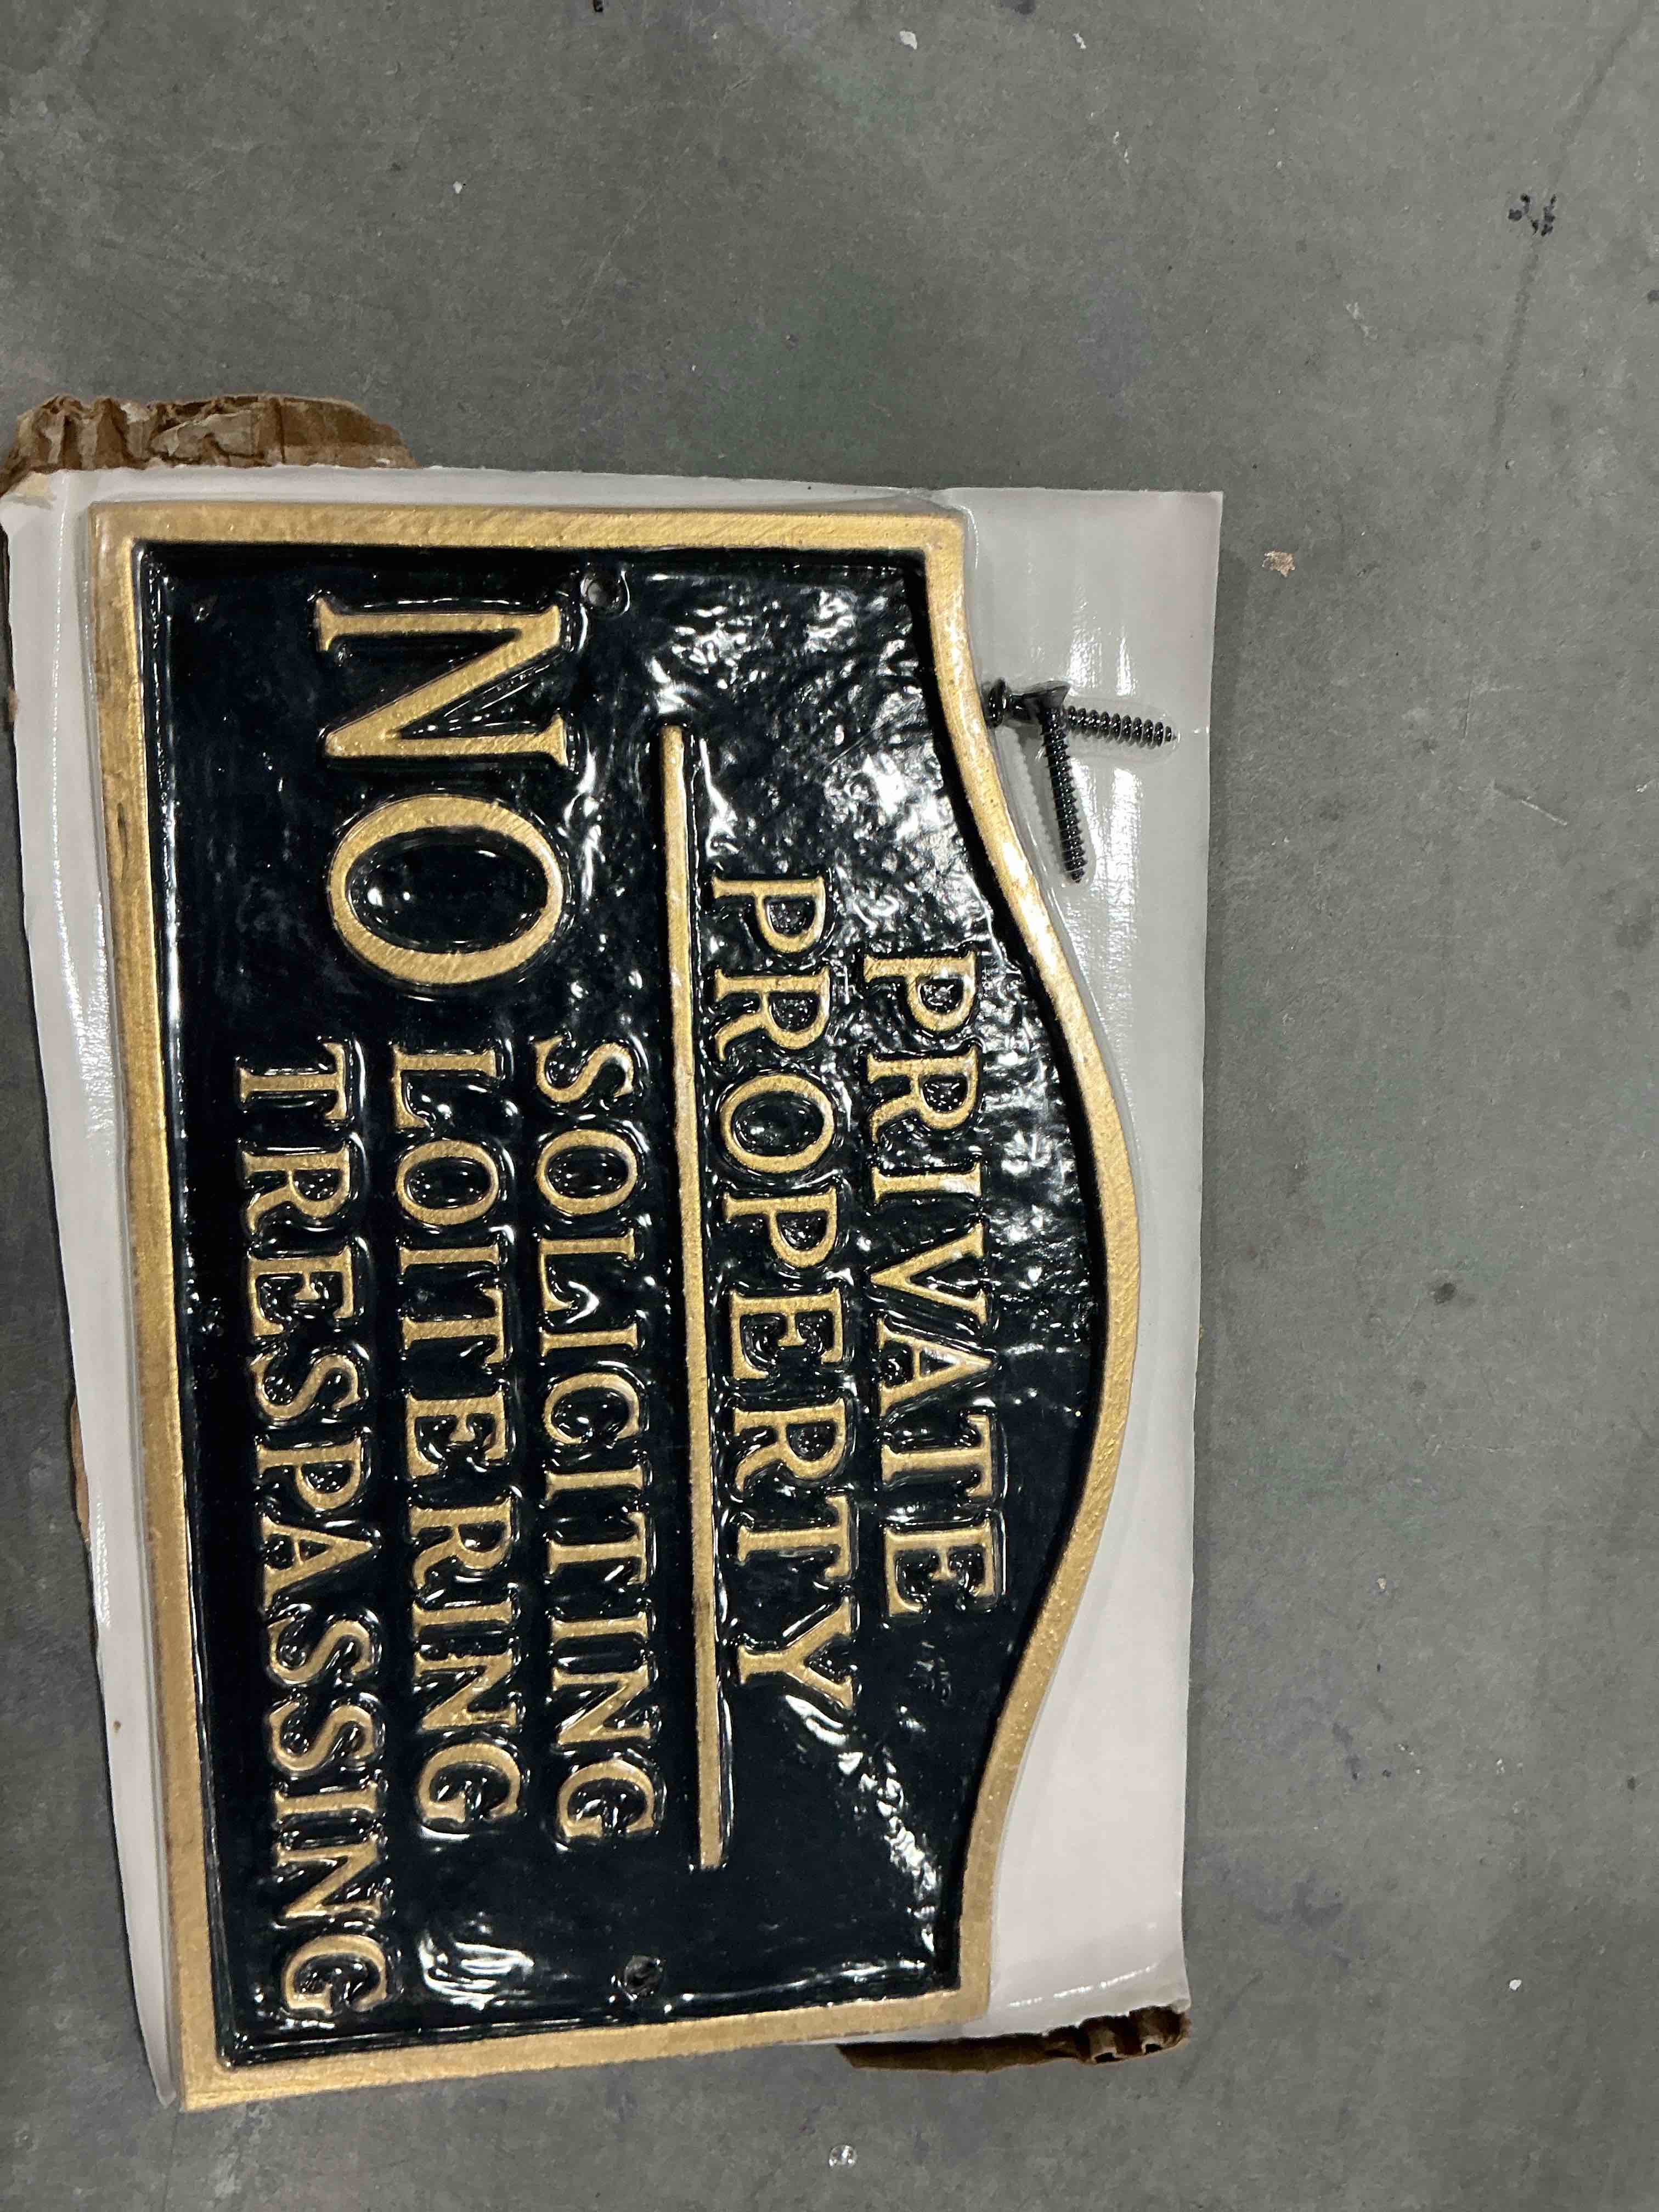 PRIVATE
PROPERTY
NO
SOLICITING
LOITERING
TRESPASSING